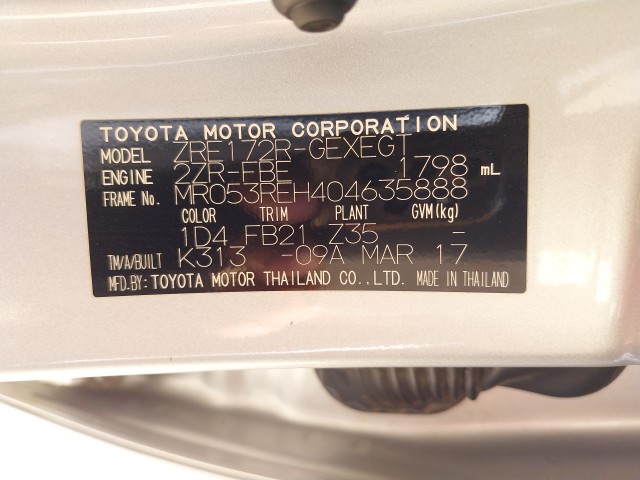 TOYOTA MOTOR CORPORATION
MODEL ZRE172R-GEXEGT
ENGINE 2ZR-FBE 1798 mL
FRAME No. MR053REH404635888
COLOR TRIM PLANT GVM(kg)
1D4 FB21 Z35 -
TM/A/BUILT K313 -09A MAR 17
MFD.BY: TOYOTA MOTOR THAILAND CO.,LTD. MADE IN THAILAND